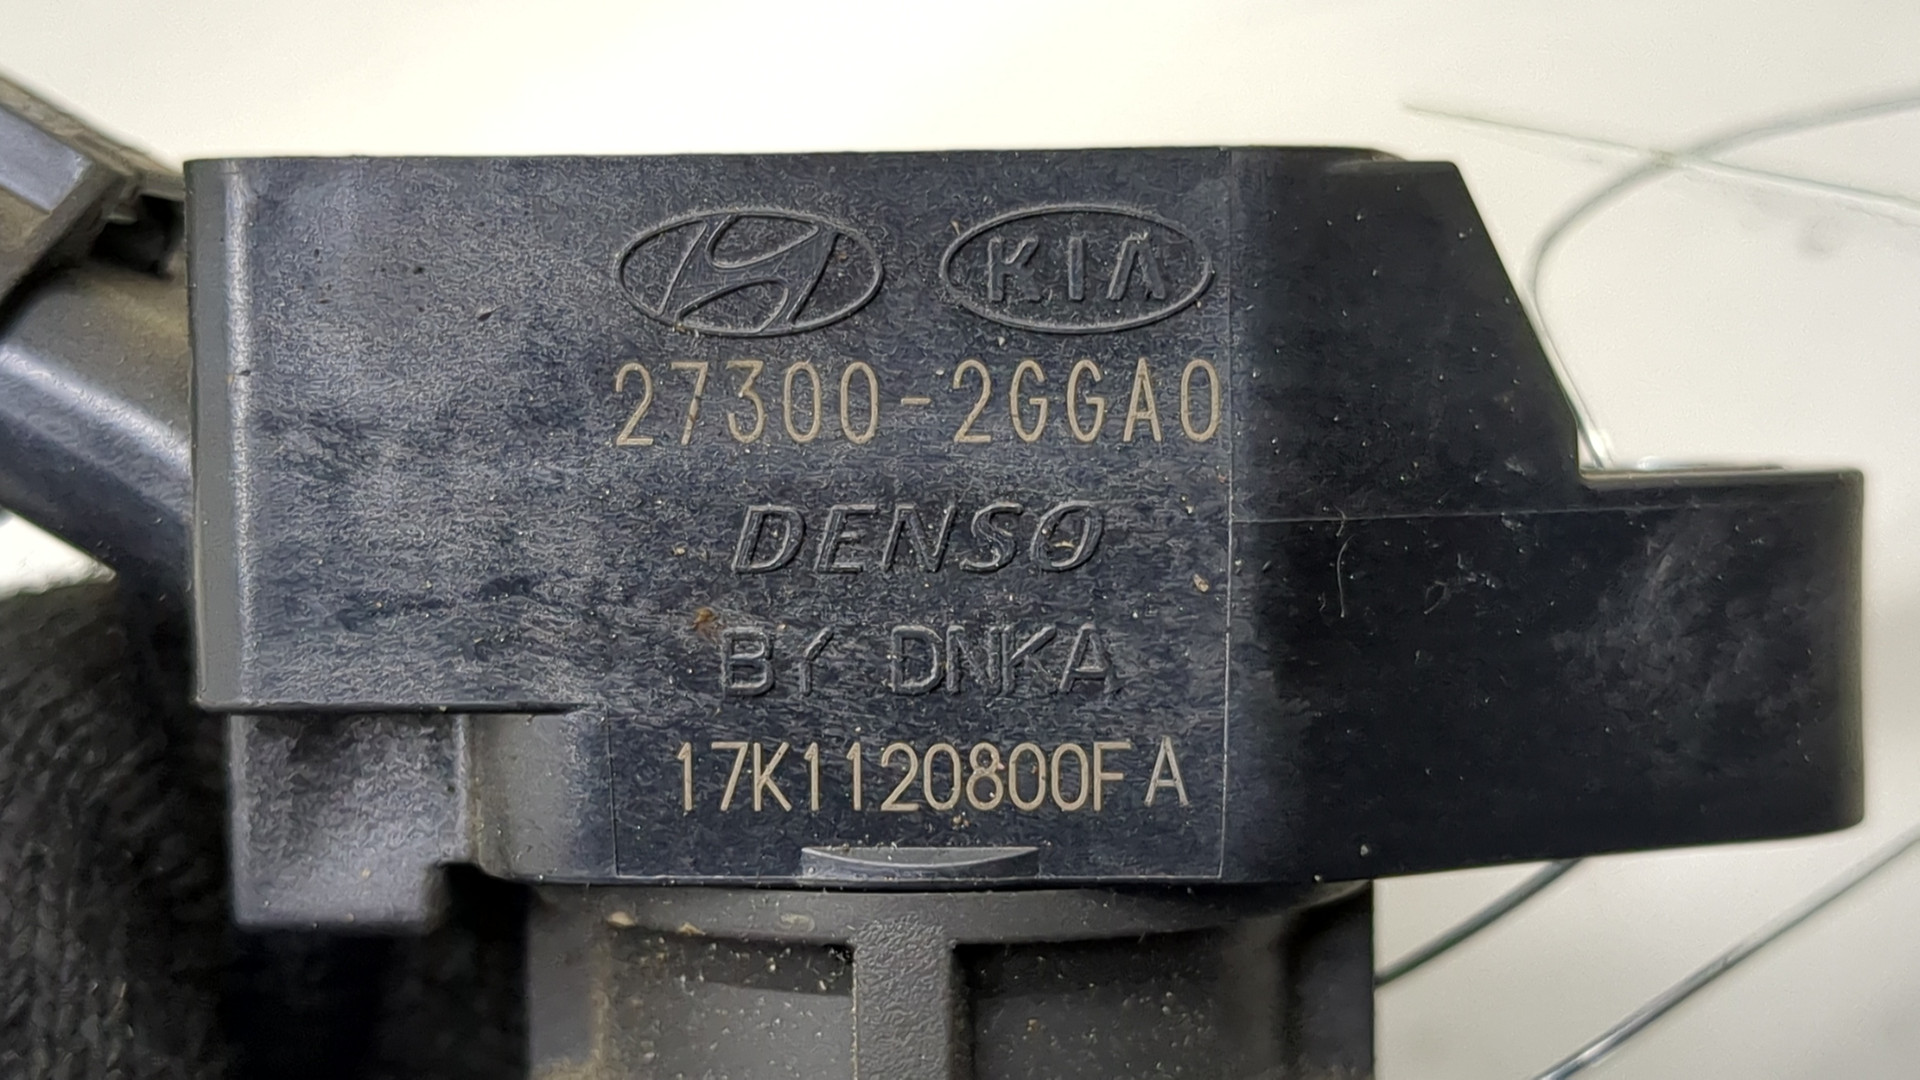 KIA
27300-2GGA0
DENSO
BY DNKA
17K1120800FA